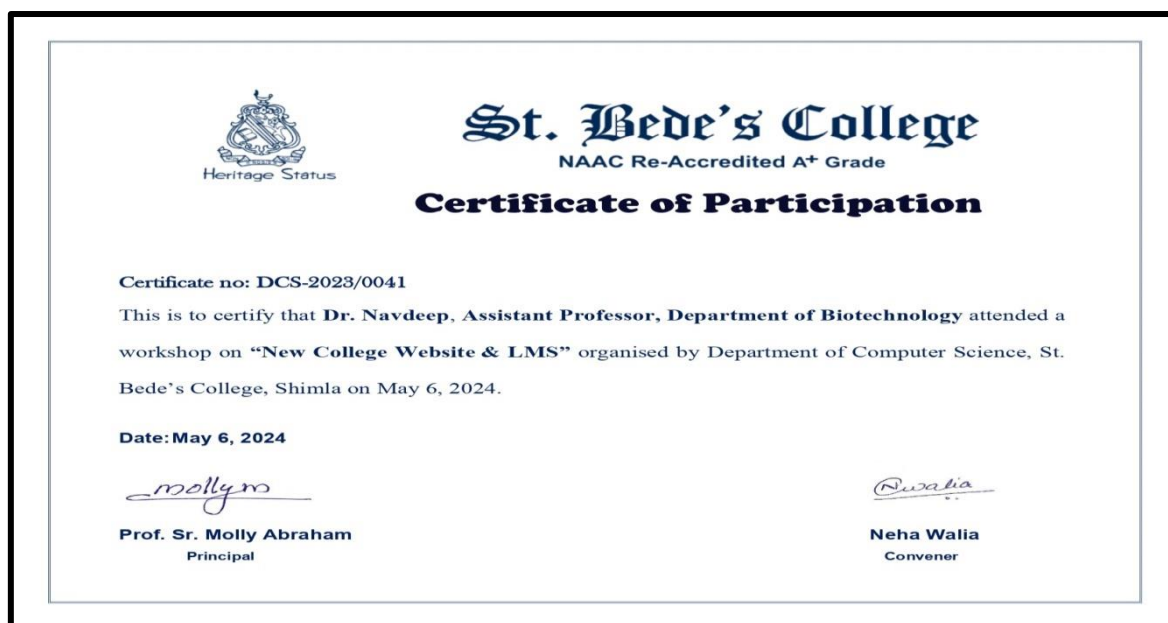 Heritage Status
St. Bede's College
NAAC Re-Accredited A+ Grade
Certificate of Participation
Certificate no: DCS-2023/0041
This is to certify that Dr. Navdeep, Assistant Professor, Department of Biotechnology attended a
workshop on “New College Website & LMS” organised by Department of Computer Science, St.
Bede’s College, Shimla on May 6, 2024.
Date: May 6, 2024
mollym
Nwalia
Prof. Sr. Molly Abraham
Neha Walia
Principal
Convener